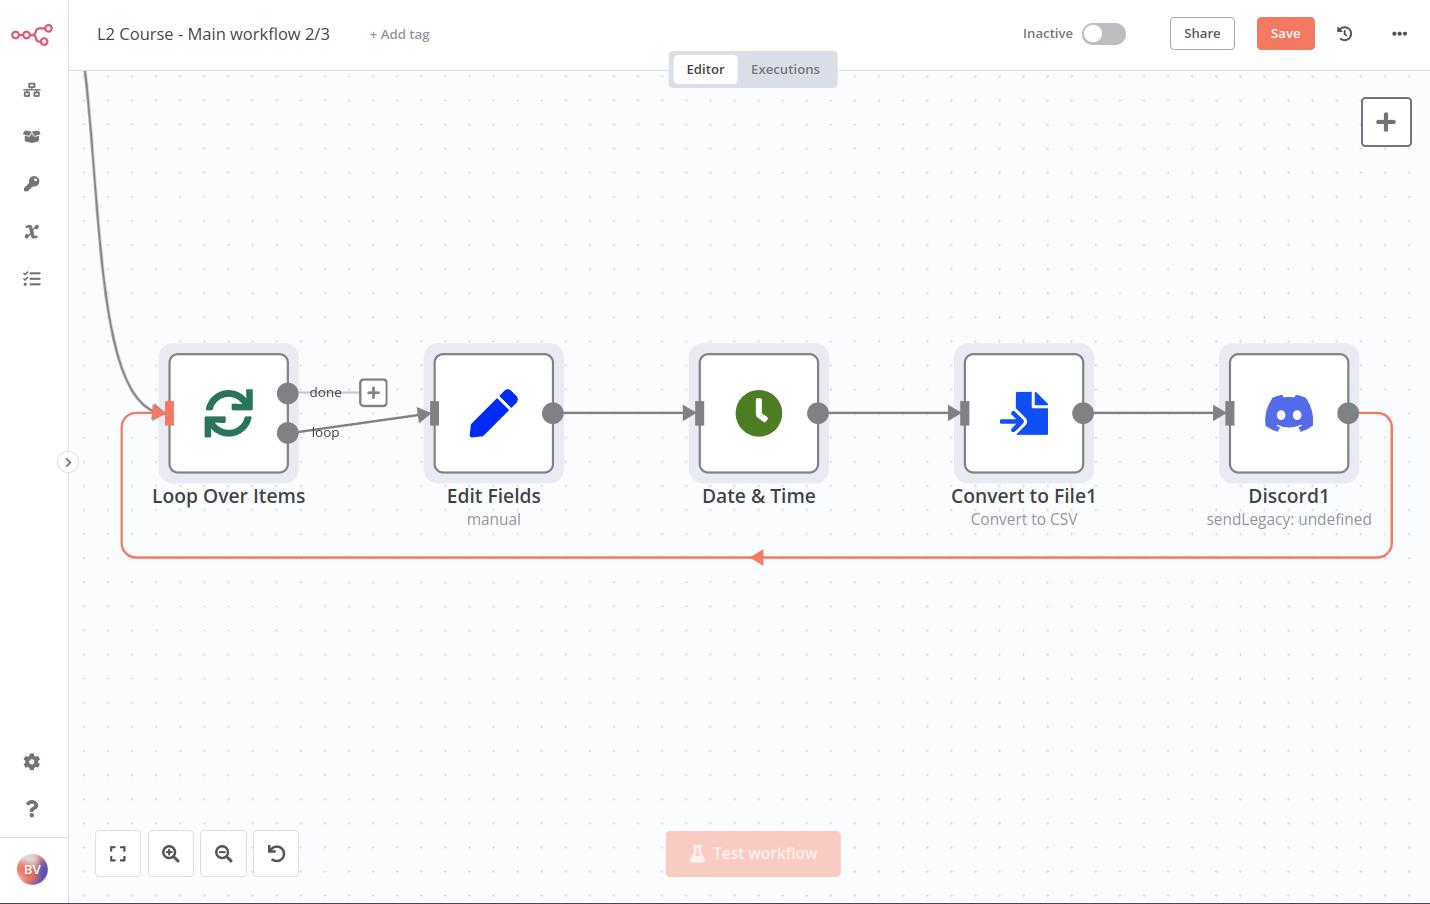 L2 Course - Main workflow 2/3
+ Add tag
Inactive
Share
Save
Editor
Executions
done
loop
Loop Over Items
Edit Fields
manual
Date & Time
Convert to File1
Convert to CSV
Discord1
sendLegacy: undefined
Test workflow
BV